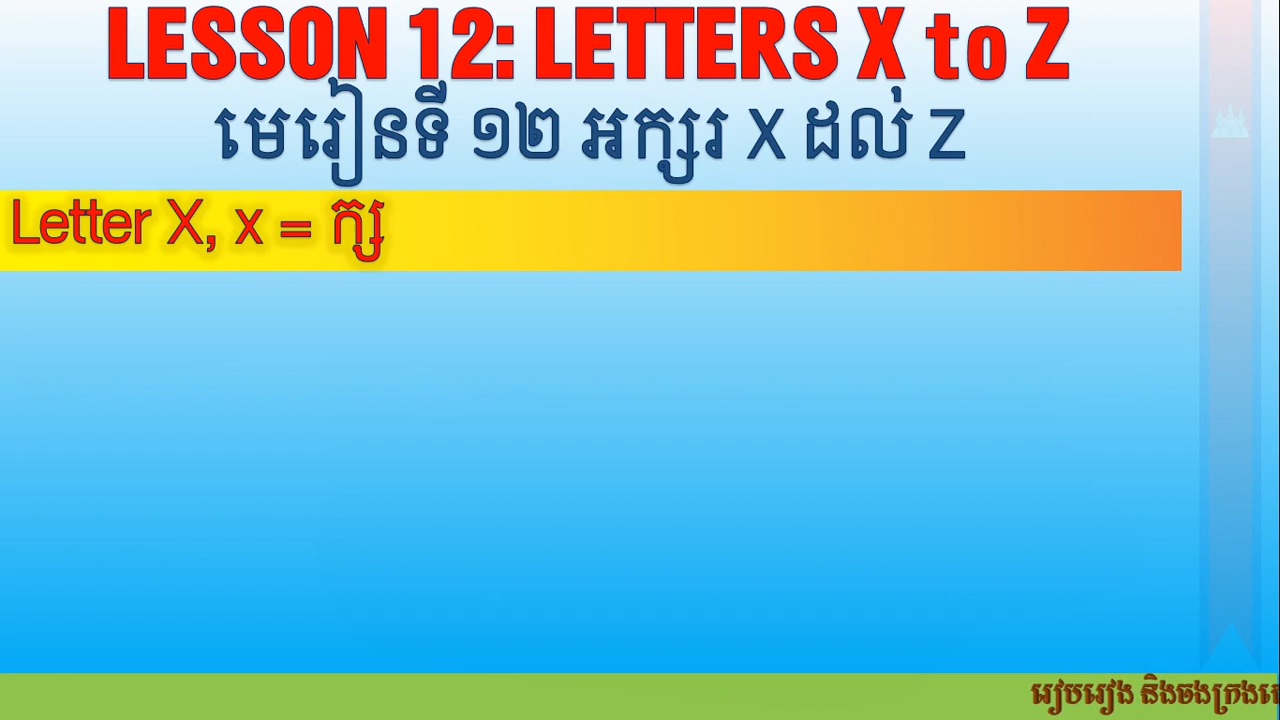 LESSON 12: LETTERS X to Z
មេរៀនទី ១២ អក្សរ X ដល់ Z
Letter X, x = ក្ស
រៀបរៀង និងចងក្រង